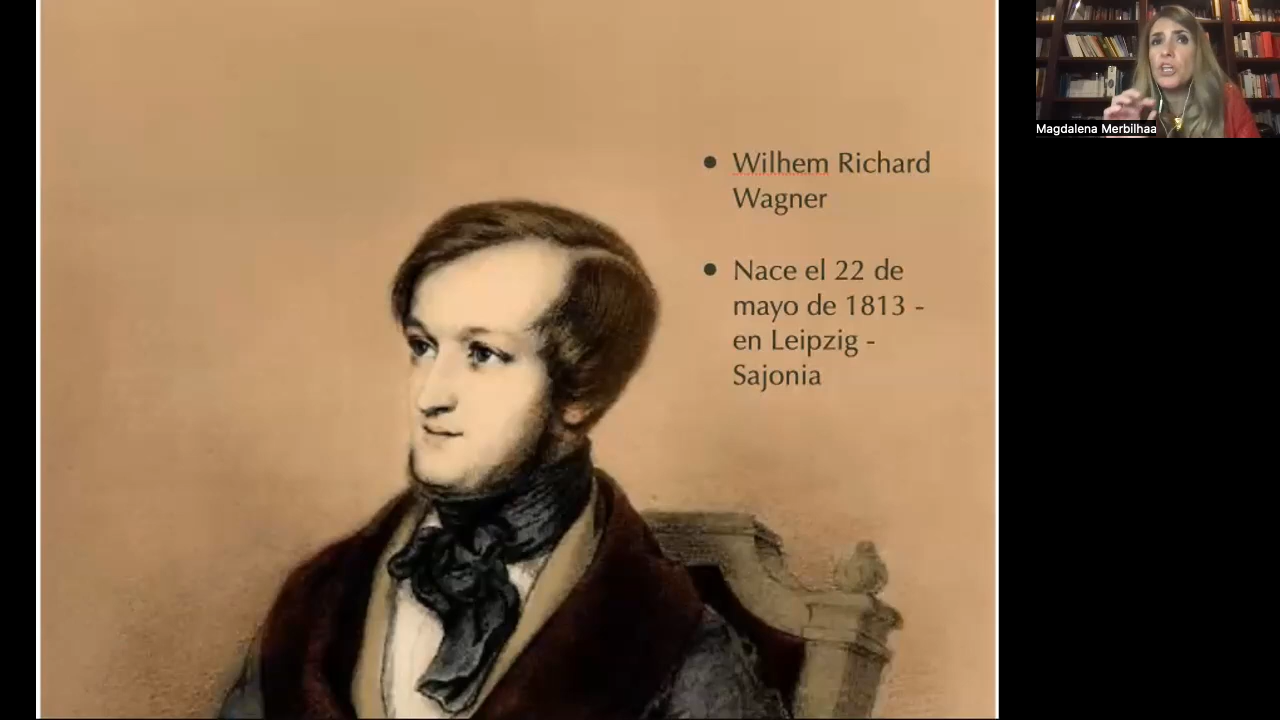 Wilhem Richard
Wagner
Nace el 22 de
mayo de 1813 -
en Leipzig -
Sajonia
Magdalena Merbilhaa